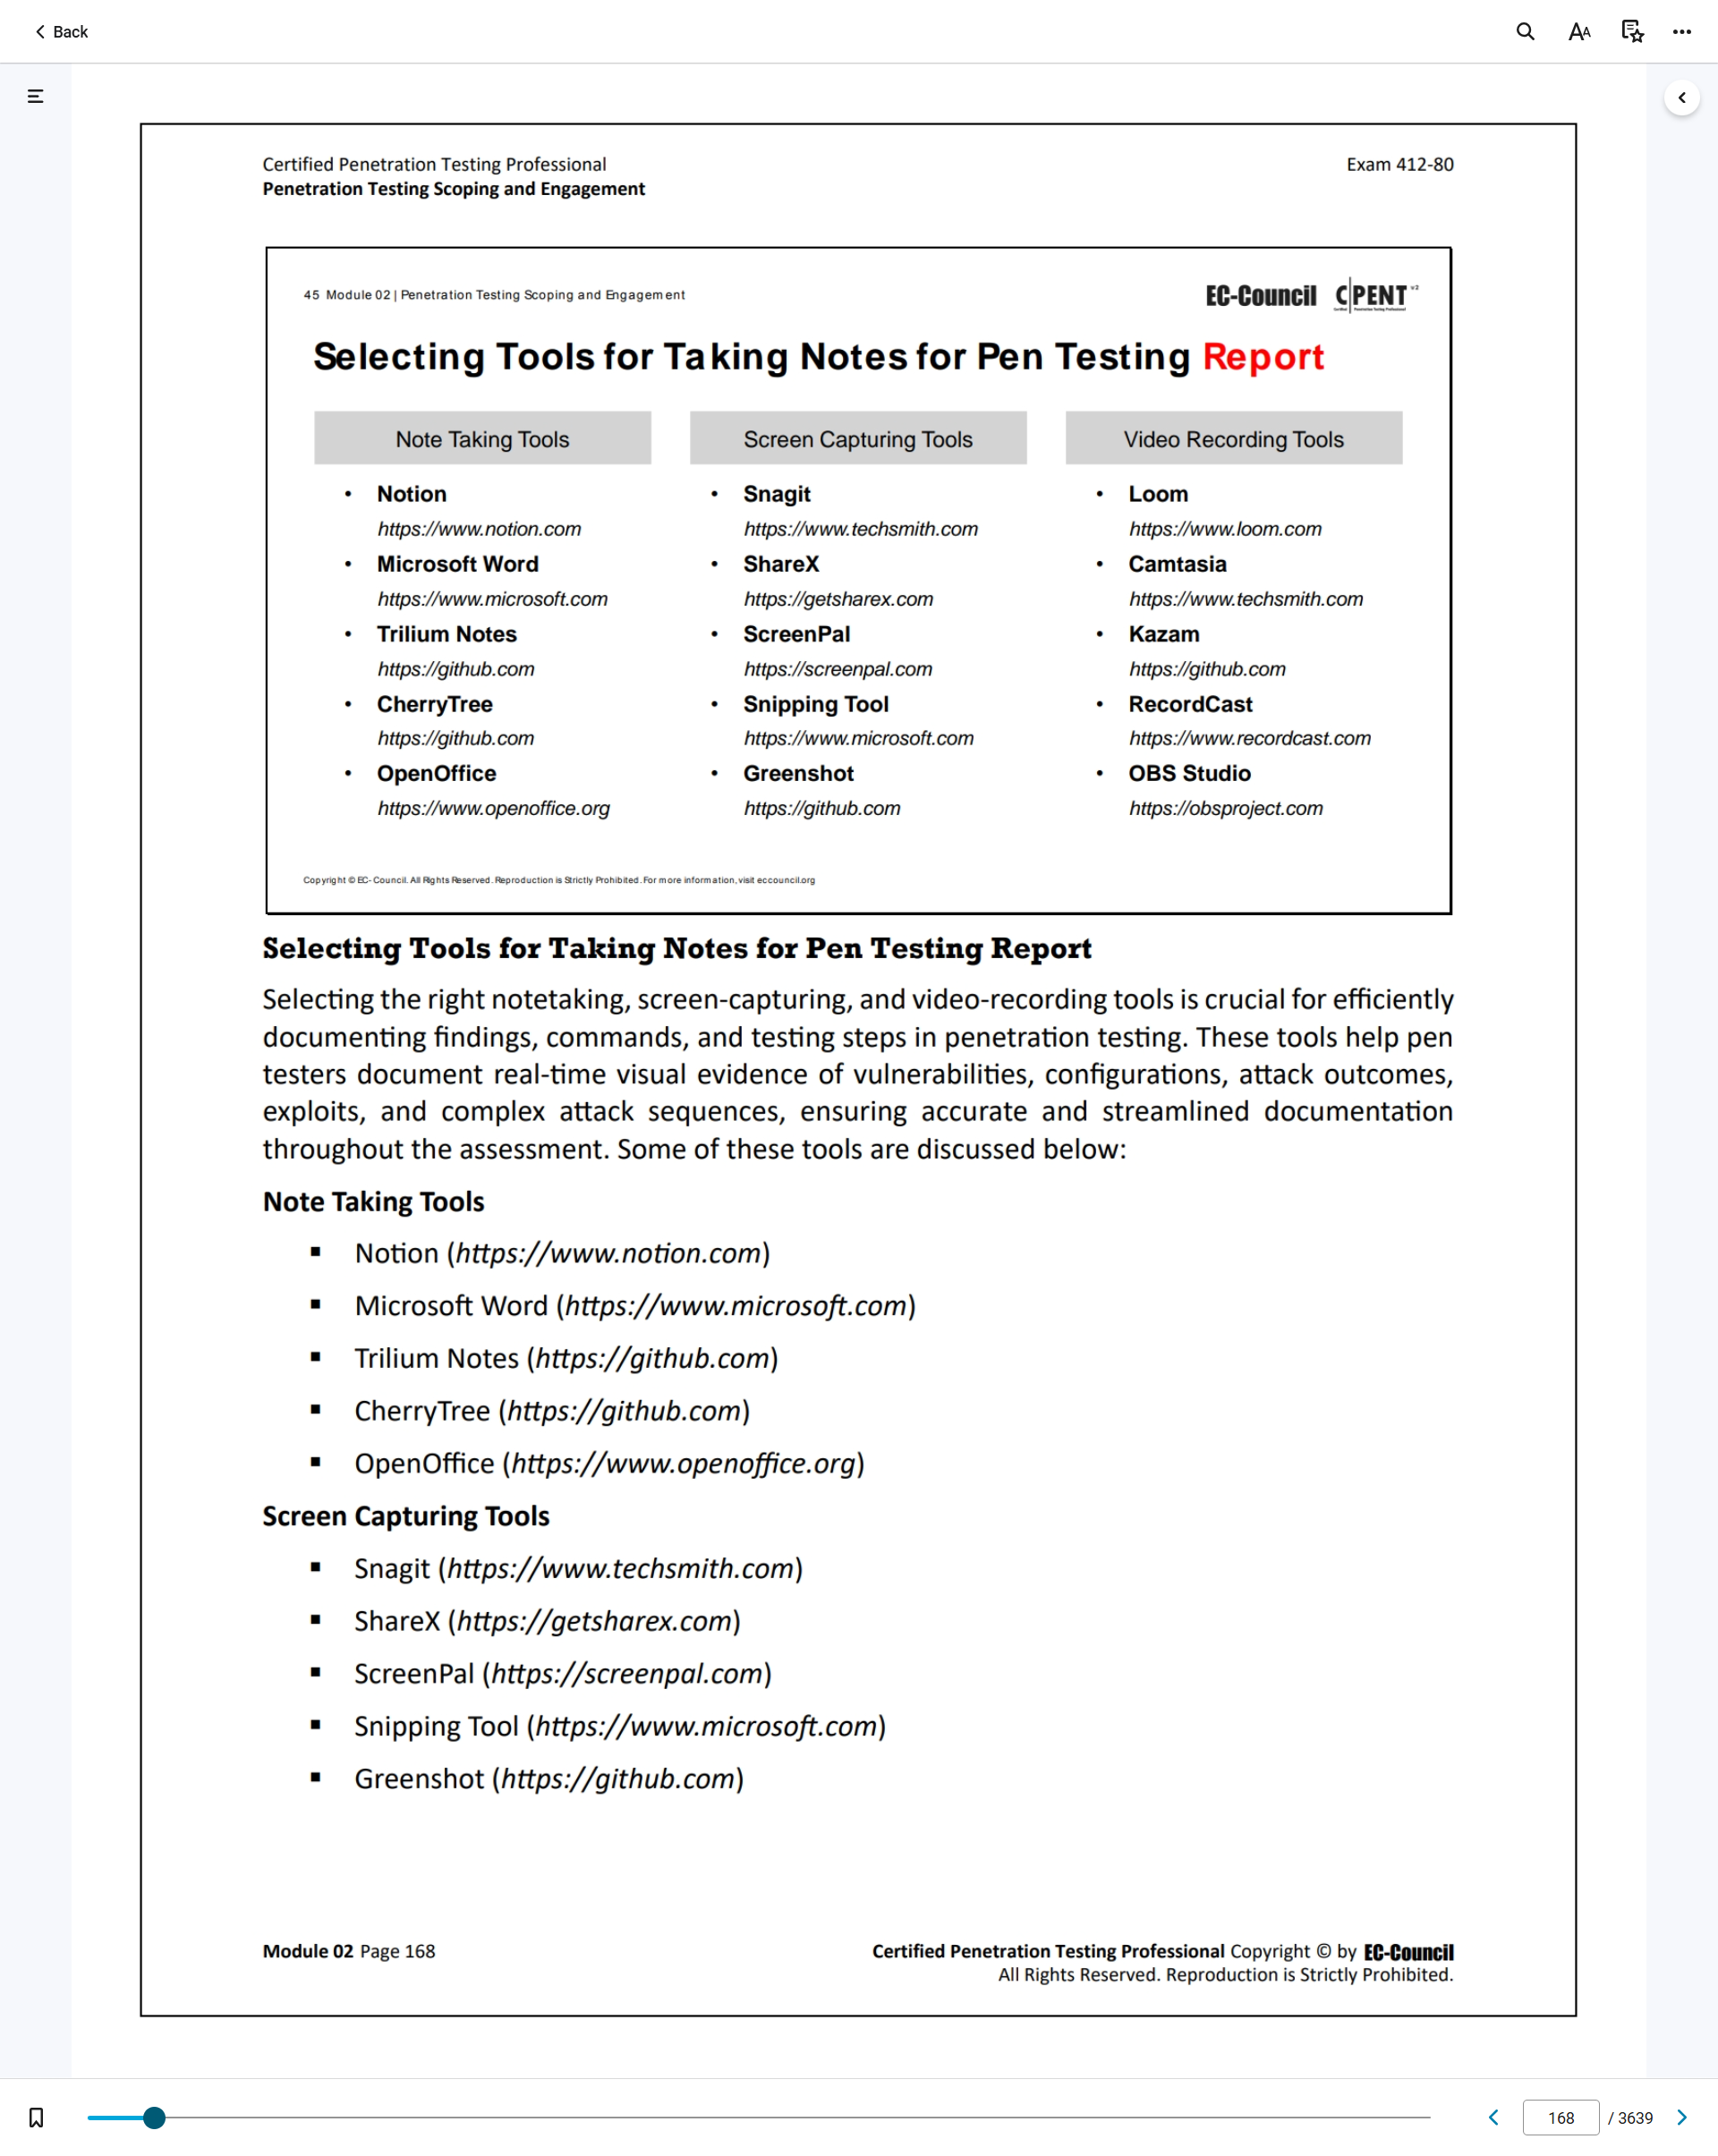 Back
Certified Penetration Testing Professional
Exam 412-80
Penetration Testing Scoping and Engagement
45 Module 02 | Penetration Testing Scoping and Engagement
EC-Council C|PENT v2
Selecting Tools for Taking Notes for Pen Testing Report
Note Taking Tools
• Notion
https://www.notion.com
• Microsoft Word
https://www.microsoft.com
• Trilium Notes
https://github.com
• CherryTree
https://github.com
• OpenOffice
https://www.openoffice.org
Screen Capturing Tools
• Snagit
https://www.techsmith.com
• ShareX
https://getsharex.com
• ScreenPal
https://screenpal.com
• Snipping Tool
https://www.microsoft.com
• Greenshot
https://github.com
Video Recording Tools
• Loom
https://www.loom.com
• Camtasia
https://www.techsmith.com
• Kazam
https://github.com
• RecordCast
https://www.recordcast.com
• OBS Studio
https://obsproject.com
Copyright © EC- Council. All Rights Reserved. Reproduction is Strictly Prohibited. For more information, visit eccouncil.org
Selecting Tools for Taking Notes for Pen Testing Report
Selecting the right notetaking, screen-capturing, and video-recording tools is crucial for efficiently
documenting findings, commands, and testing steps in penetration testing. These tools help pen
testers document real-time visual evidence of vulnerabilities, configurations, attack outcomes,
exploits, and complex attack sequences, ensuring accurate and streamlined documentation
throughout the assessment. Some of these tools are discussed below:
Note Taking Tools
▪ Notion (https://www.notion.com)
▪ Microsoft Word (https://www.microsoft.com)
▪ Trilium Notes (https://github.com)
▪ CherryTree (https://github.com)
▪ OpenOffice (https://www.openoffice.org)
Screen Capturing Tools
▪ Snagit (https://www.techsmith.com)
▪ ShareX (https://getsharex.com)
▪ ScreenPal (https://screenpal.com)
▪ Snipping Tool (https://www.microsoft.com)
▪ Greenshot (https://github.com)
Module 02 Page 168
Certified Penetration Testing Professional Copyright © by EC-Council
All Rights Reserved. Reproduction is Strictly Prohibited.
168 / 3639